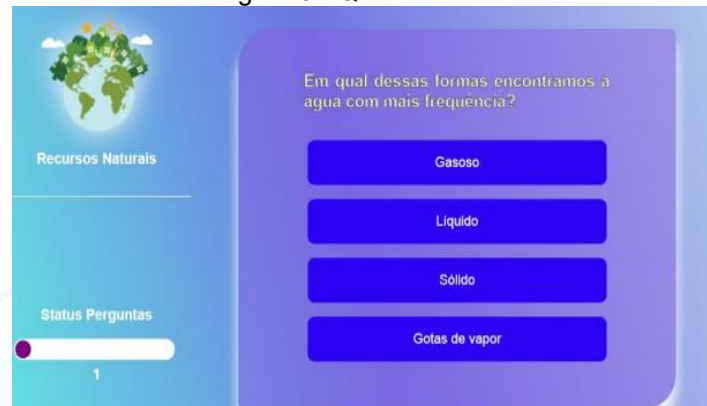 Recursos Naturais
Status Perguntas
1
Em qual dessas formas encontramos a
agua com mais frequência?
Gasoso
Líquido
Sólido
Gotas de vapor